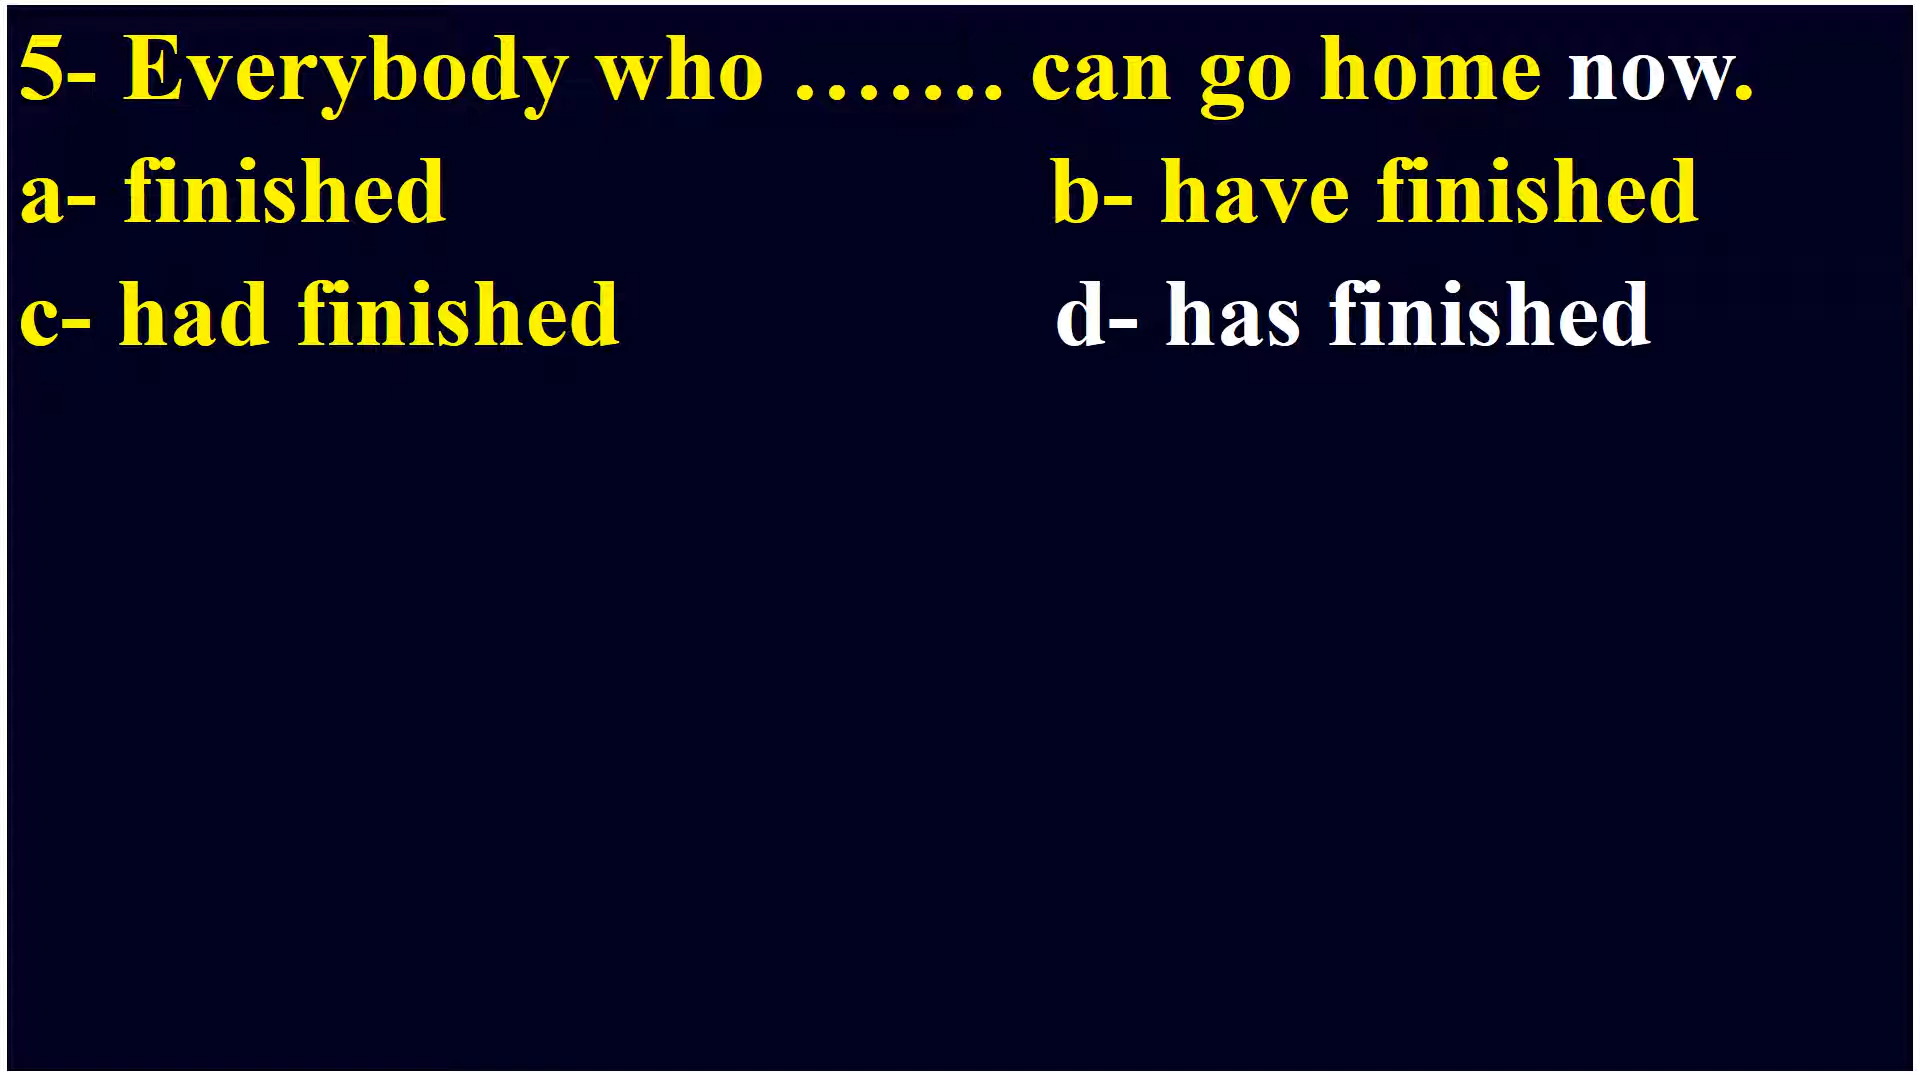 5- Everybody who ……. can go home now.
a- finished b- have finished
c- had finished d- has finished